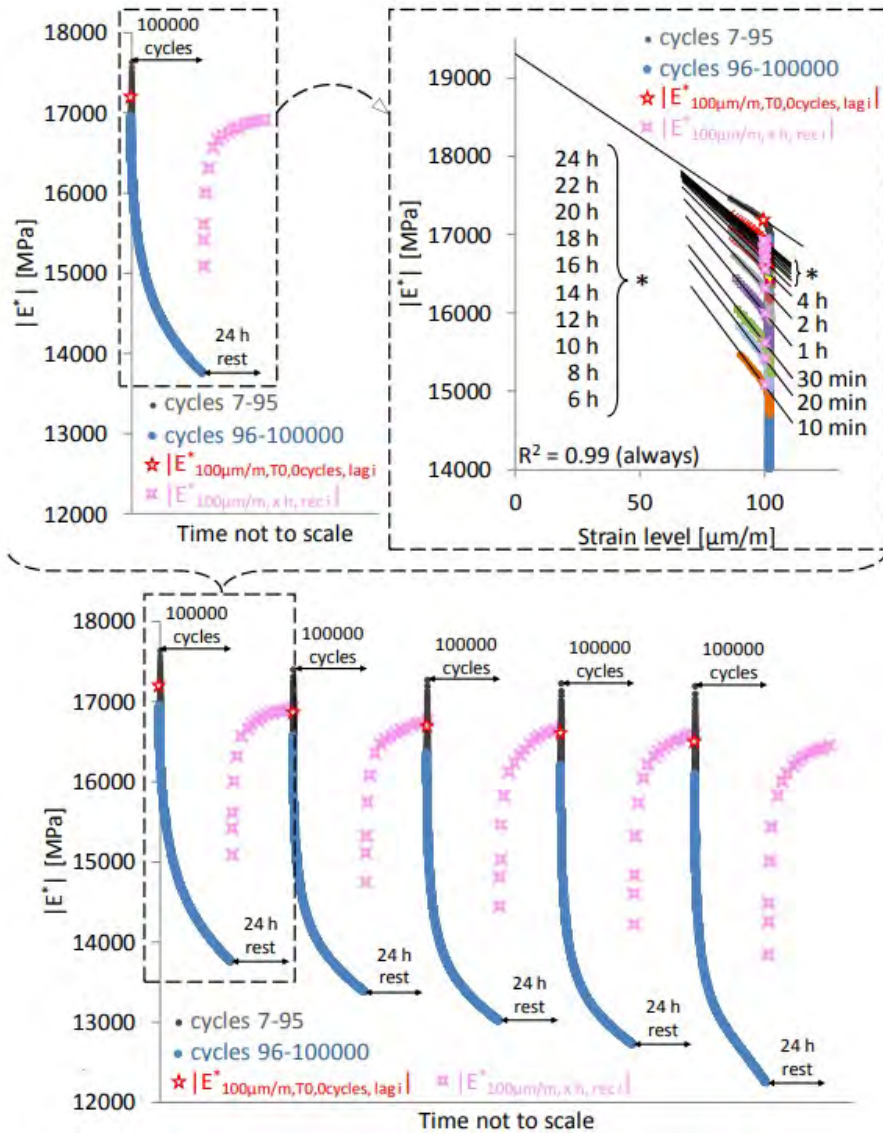 18000
17000
16000
15000
14000
13000
12000
|E*| [MPa]
100000
cycles
24 h
rest
cycles 7-95
cycles 96-100000
|E*100μm/m,T0,0cycles, lag i|
|E*100μm/m, x h, rec i|
Time not to scale
19000
18000
17000
16000
15000
14000
|E*| [MPa]
cycles 7-95
cycles 96-100000
|E*100μm/m,T0,0cycles, lag i|
|E*100μm/m, x h, rec i|
24 h
22 h
20 h
18 h
16 h
14 h
12 h
10 h
8 h
6 h
*
*
4 h
2 h
1 h
30 min
20 min
10 min
R² = 0.99 (always)
0
50
100
Strain level [μm/m]
18000
17000
16000
15000
14000
13000
12000
|E*| [MPa]
100000
cycles
100000
cycles
100000
cycles
100000
cycles
100000
cycles
24 h
rest
24 h
rest
24 h
rest
24 h
rest
24 h
rest
cycles 7-95
cycles 96-100000
|E*100μm/m,T0,0cycles, lag i|
|E*100μm/m, x h, rec i|
Time not to scale